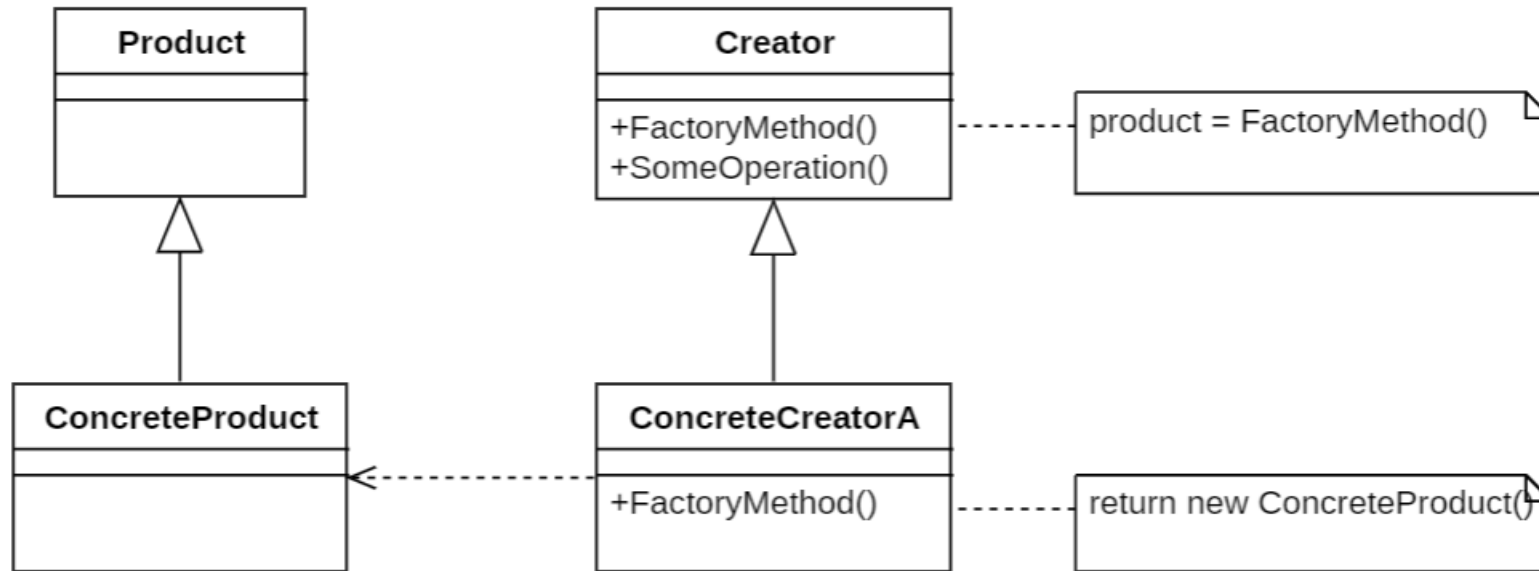 Product
Creator
+FactoryMethod()
+SomeOperation()
product = FactoryMethod()
ConcreteProduct
ConcreteCreatorA
+FactoryMethod()
return new ConcreteProduct()